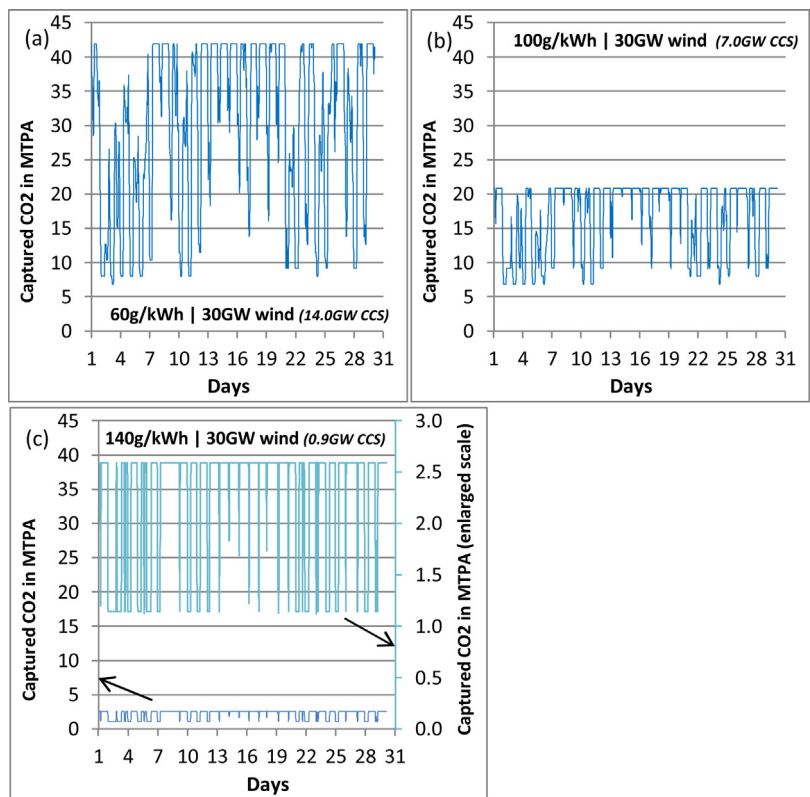 (a)
45
40
35
30
25
20
15
10
5
0
Captured CO2 in MTPA
60g/kWh | 30GW wind (14.0GW CCS)
1 4 7 10 13 16 19 22 25 28 31
Days
(b)
100g/kWh | 30GW wind (7.0GW CCS)
45
40
35
30
25
20
15
10
5
0
Captured CO2 in MTPA
1 4 7 10 13 16 19 22 25 28 31
Days
(c)
140g/kWh | 30GW wind (0.9GW CCS)
45
40
35
30
25
20
15
10
5
0
Captured CO2 in MTPA
3.0
2.5
2.0
1.5
1.0
0.5
0.0
Captured CO2 in MTPA (enlarged scale)
1 4 7 10 13 16 19 22 25 28 31
Days